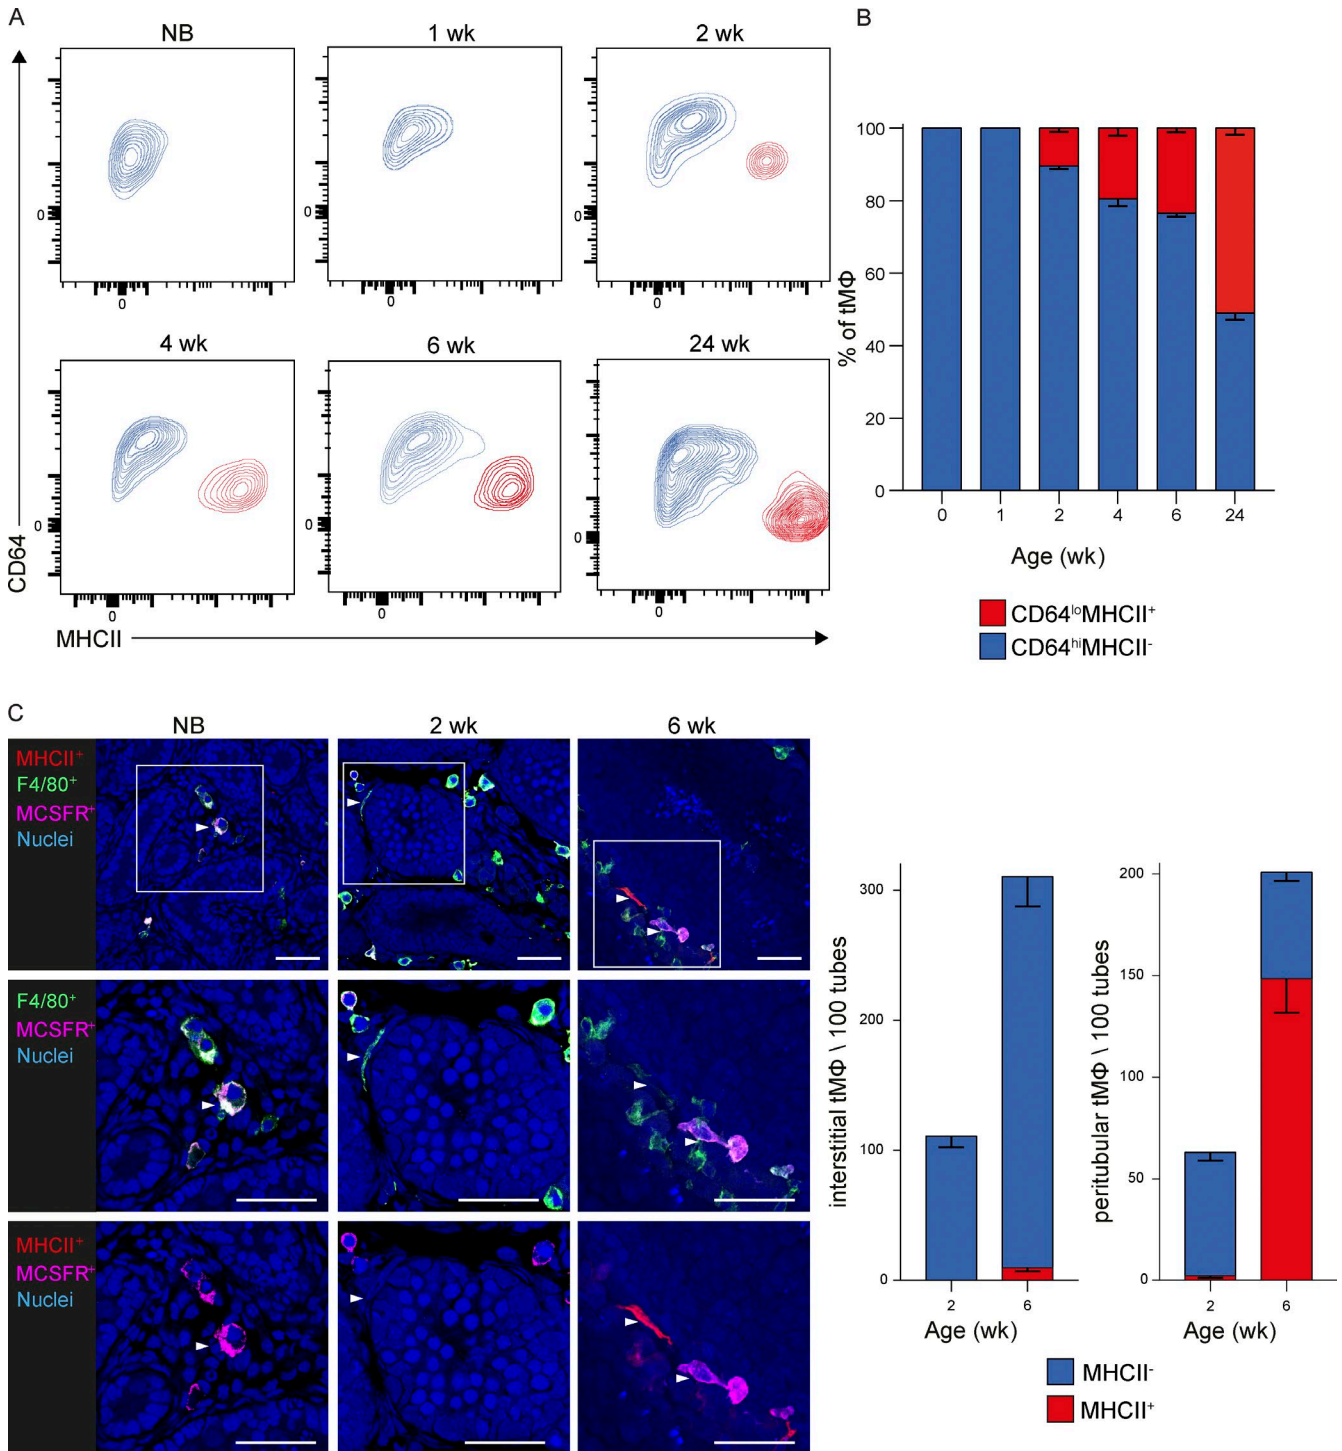 A
NB
1 wk
2 wk
0
0
0
0
0
0
4 wk
6 wk
24 wk
0
0
0
0
0
0
CD64
MHCII
B
100
80
60
40
20
0
% of tMΦ
0 1 2 4 6 24
Age (wk)
CD64ˡᵒMHCII⁺
CD64ʰⁱMHCII⁻
C
NB
2 wk
6 wk
MHCII⁺
F4/80⁺
MCSFR⁺
Nuclei
F4/80⁺
MCSFR⁺
Nuclei
MHCII⁺
MCSFR⁺
Nuclei
interstitial tMΦ \ 100 tubes
300
200
100
0
2 6
Age (wk)
peritubular tMΦ \ 100 tubes
200
150
100
50
0
2 6
Age (wk)
MHCII⁻
MHCII⁺